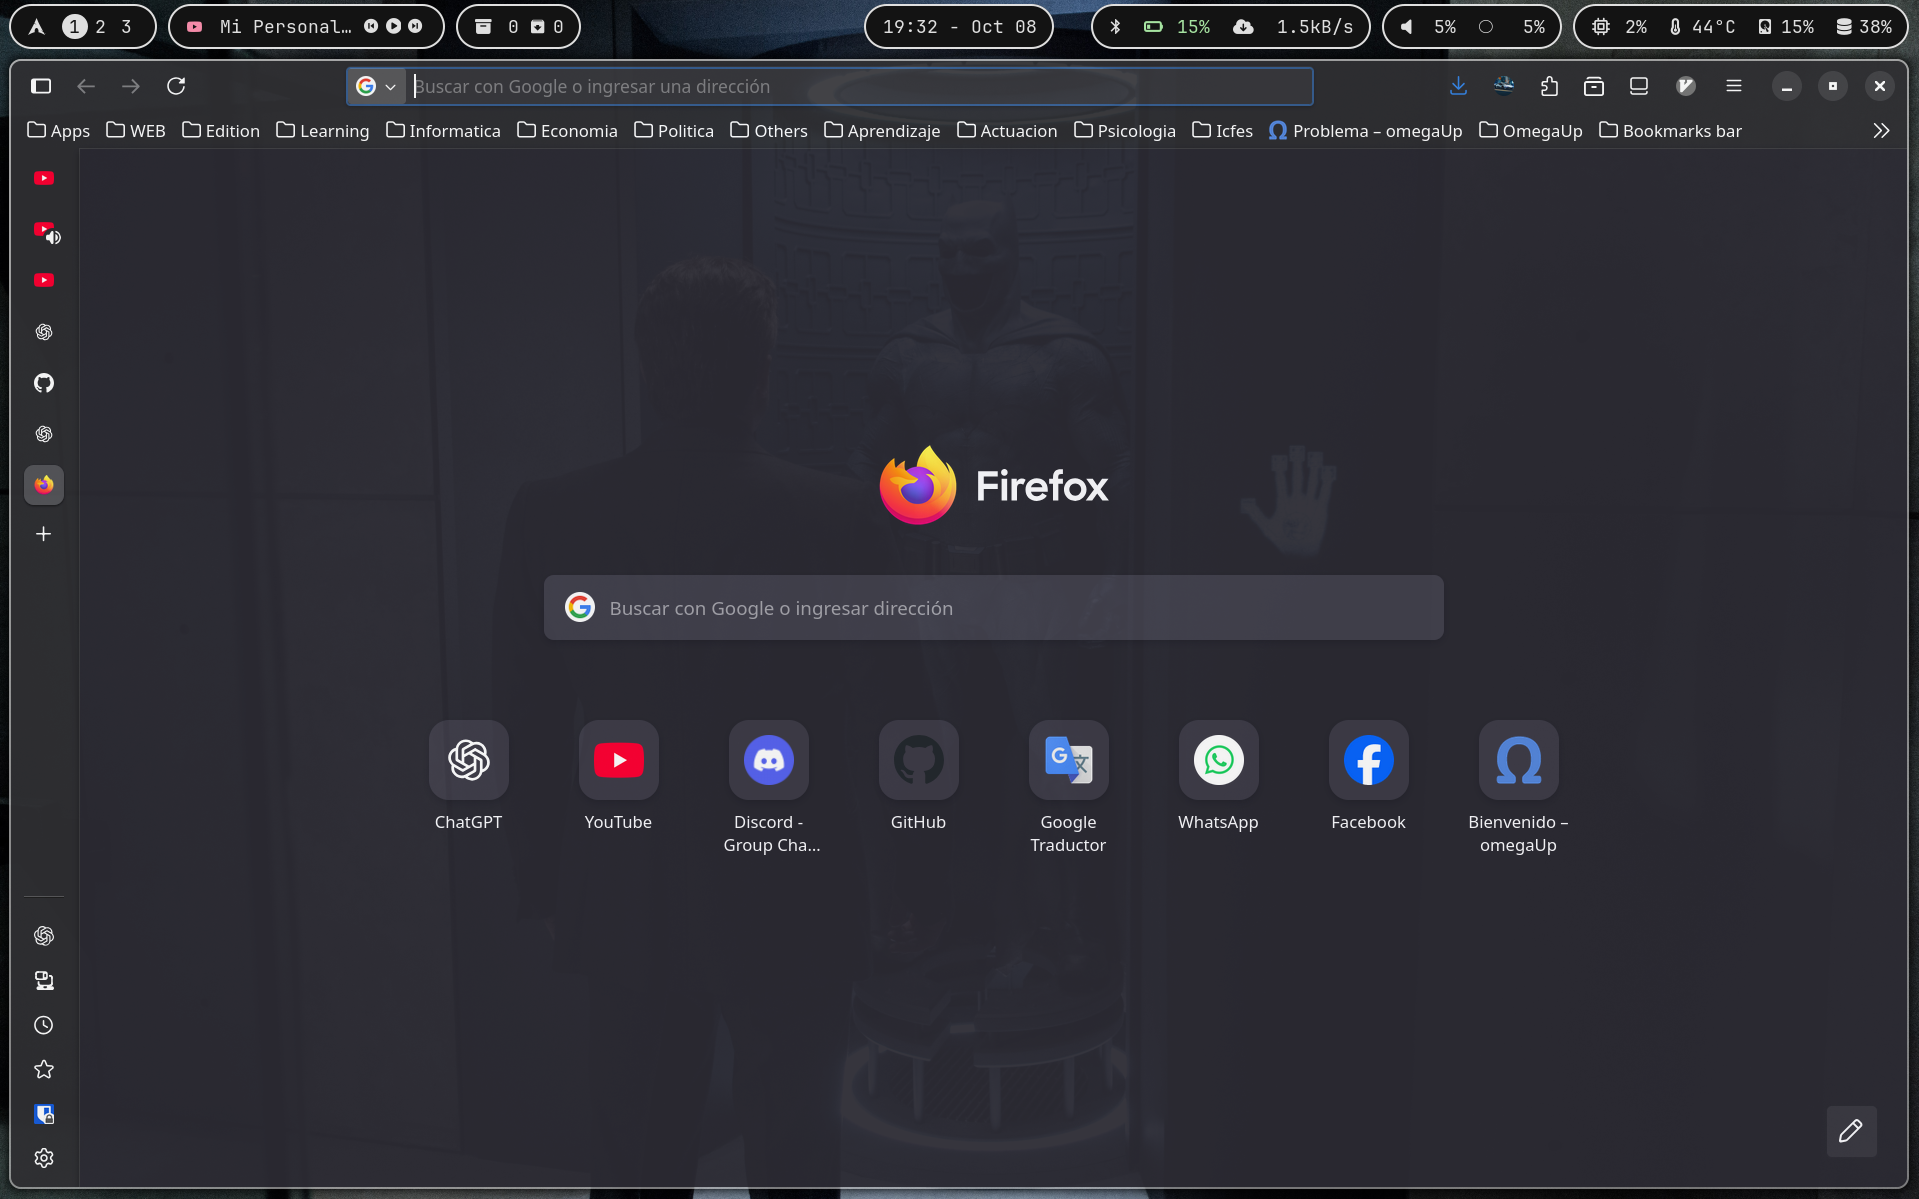 1 2 3
Mi Personal…
0 0
19:32 - Oct 08
15% 1.5kB/s
5% 5%
2% 44°C 15% 38%
Buscar con Google o ingresar una dirección
Apps WEB Edition Learning Informatica Economia Politica Others Aprendizaje Actuacion Psicologia Icfes Problema – omegaUp OmegaUp Bookmarks bar
Firefox
Buscar con Google o ingresar dirección
ChatGPT
YouTube
Discord -
Group Cha…
GitHub
Google
Traductor
WhatsApp
Facebook
Bienvenido –
omegaUp